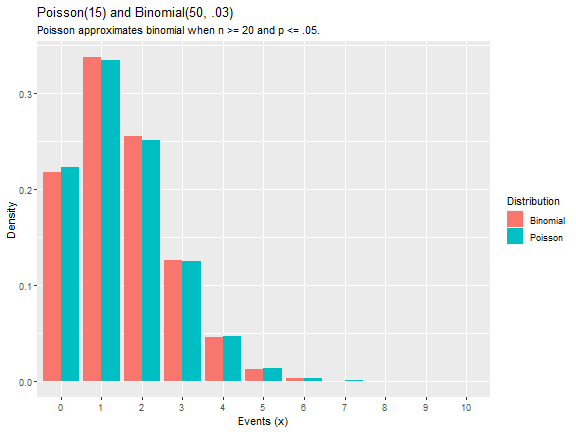 Poisson(15) and Binomial(50, .03)
Poisson approximates binomial when n >= 20 and p <= .05.
0.3
0.2
0.1
0.0
Density
0 1 2 3 4 5 6 7 8 9 10
Events (x)
Distribution
Binomial
Poisson